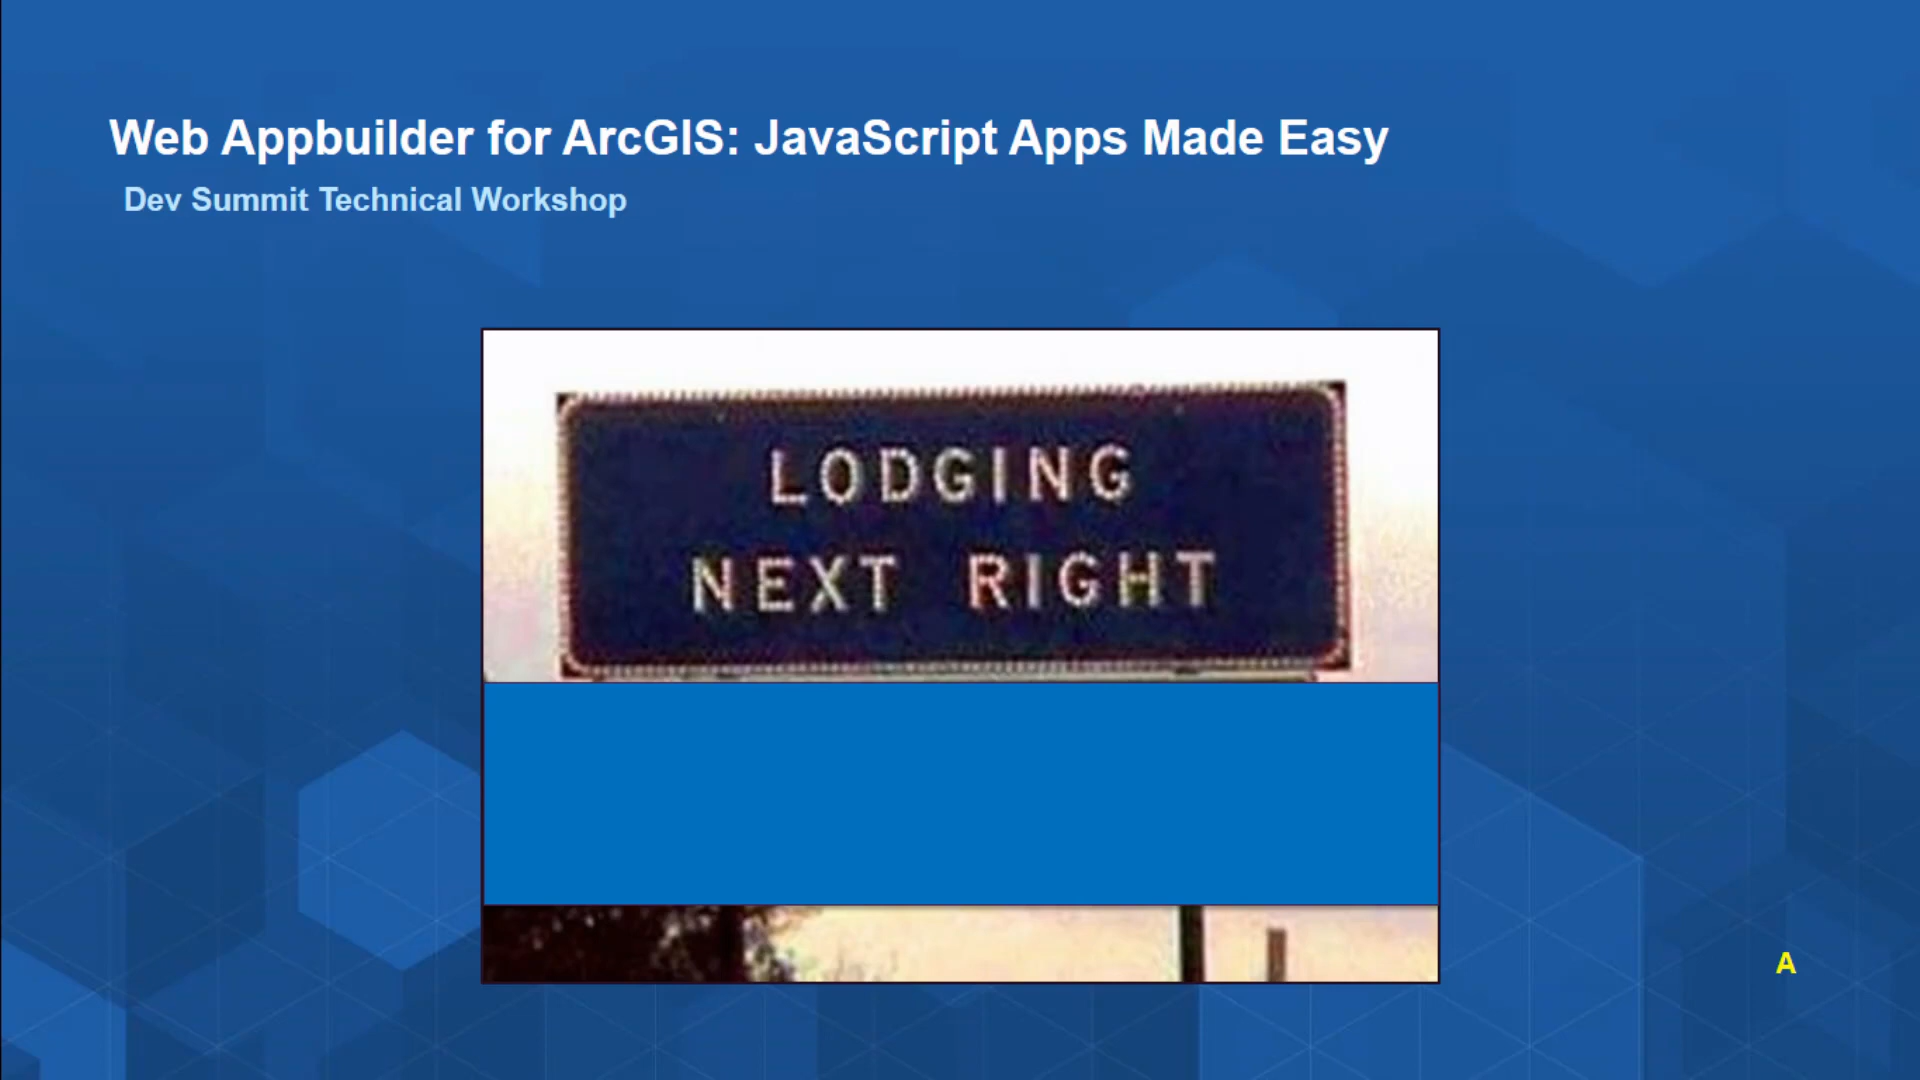 Web Appbuilder for ArcGIS: JavaScript Apps Made Easy
Dev Summit Technical Workshop
LODGING
NEXT RIGHT
A